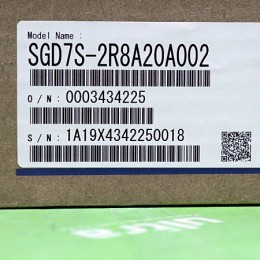 Model Name :
SGD7S-2R8A20A002
O/N: 0003434225
S/N: 1A19X4342250018